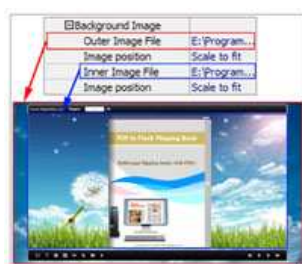 Background Image
Outer Image File E:\Program...
Image position Scale to fit
Inner Image File E:\Program...
Image position Scale to fit
PDF to Flash Flipping Book